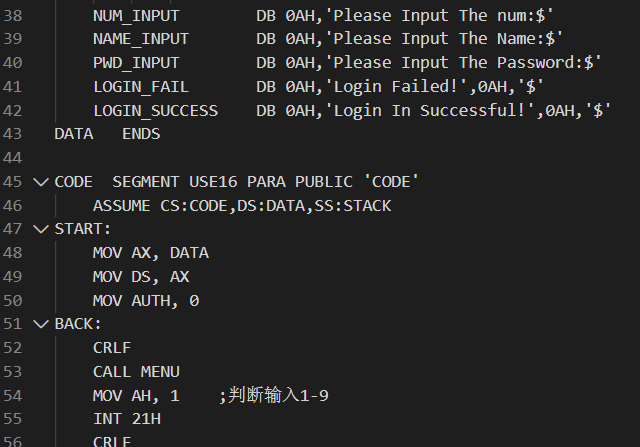 38 NUM_INPUT DB 0AH,'Please Input The num:$'
39 NAME_INPUT DB 0AH,'Please Input The Name:$'
40 PWD_INPUT DB 0AH,'Please Input The Password:$'
41 LOGIN_FAIL DB 0AH,'Login Failed!',0AH,'$'
42 LOGIN_SUCCESS DB 0AH,'Login In Successful!',0AH,'$'
43 DATA ENDS
44
45 CODE SEGMENT USE16 PARA PUBLIC 'CODE'
46 ASSUME CS:CODE,DS:DATA,SS:STACK
47 START:
48 MOV AX, DATA
49 MOV DS, AX
50 MOV AUTH, 0
51 BACK:
52 CRLF
53 CALL MENU
54 MOV AH, 1 ;判断输入1-9
55 INT 21H
56 CRLF